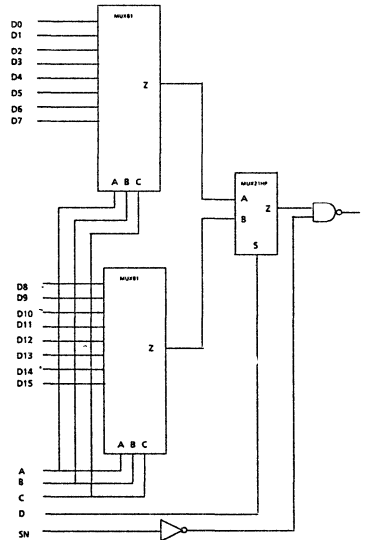 MUX81
D0
D1
D2
D3
D4
D5
D6
D7
Z
A B C
MUX21HF
A
B
Z
S
MUX81
D8
D9
D10
D11
D12
D13
D14
D15
Z
A B C
A
B
C
D
SN